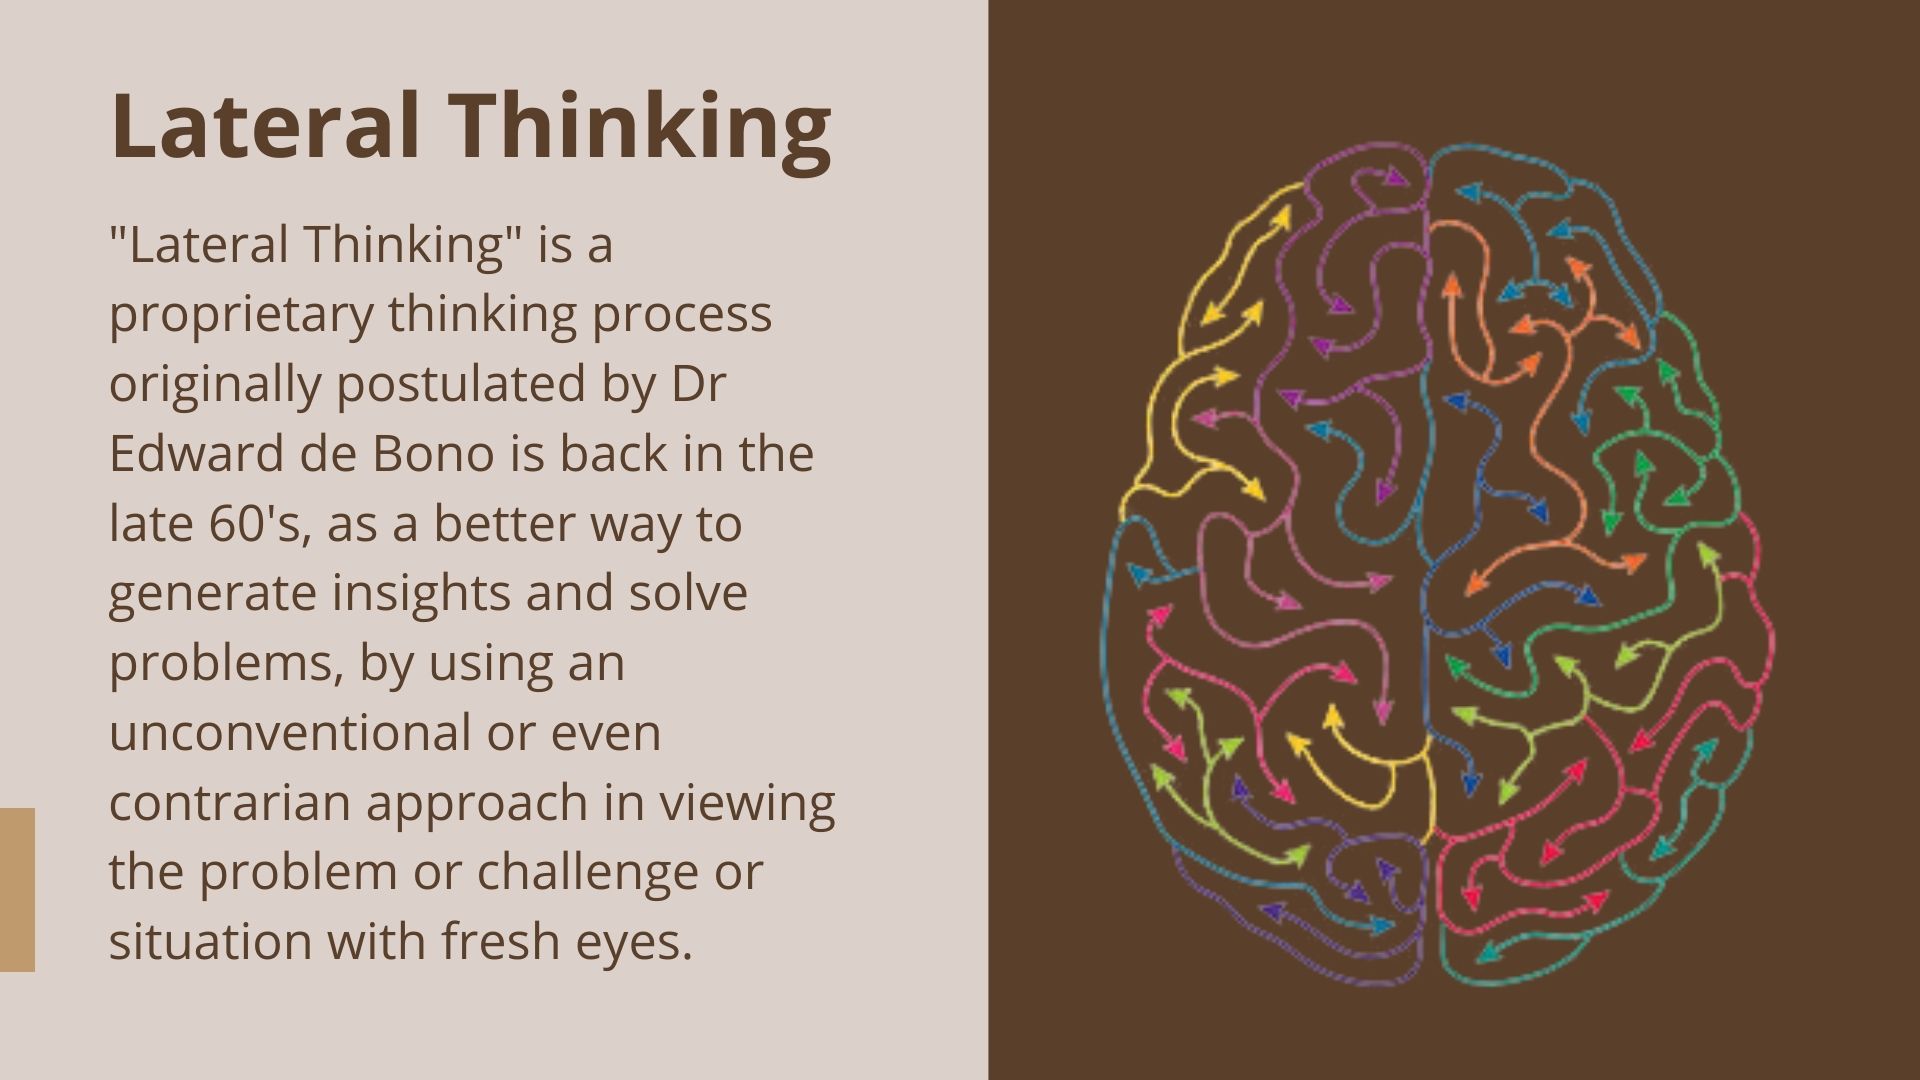 Lateral Thinking
"Lateral Thinking" is a
proprietary thinking process
originally postulated by Dr
Edward de Bono is back in the
late 60's, as a better way to
generate insights and solve
problems, by using an
unconventional or even
contrarian approach in viewing
the problem or challenge or
situation with fresh eyes.